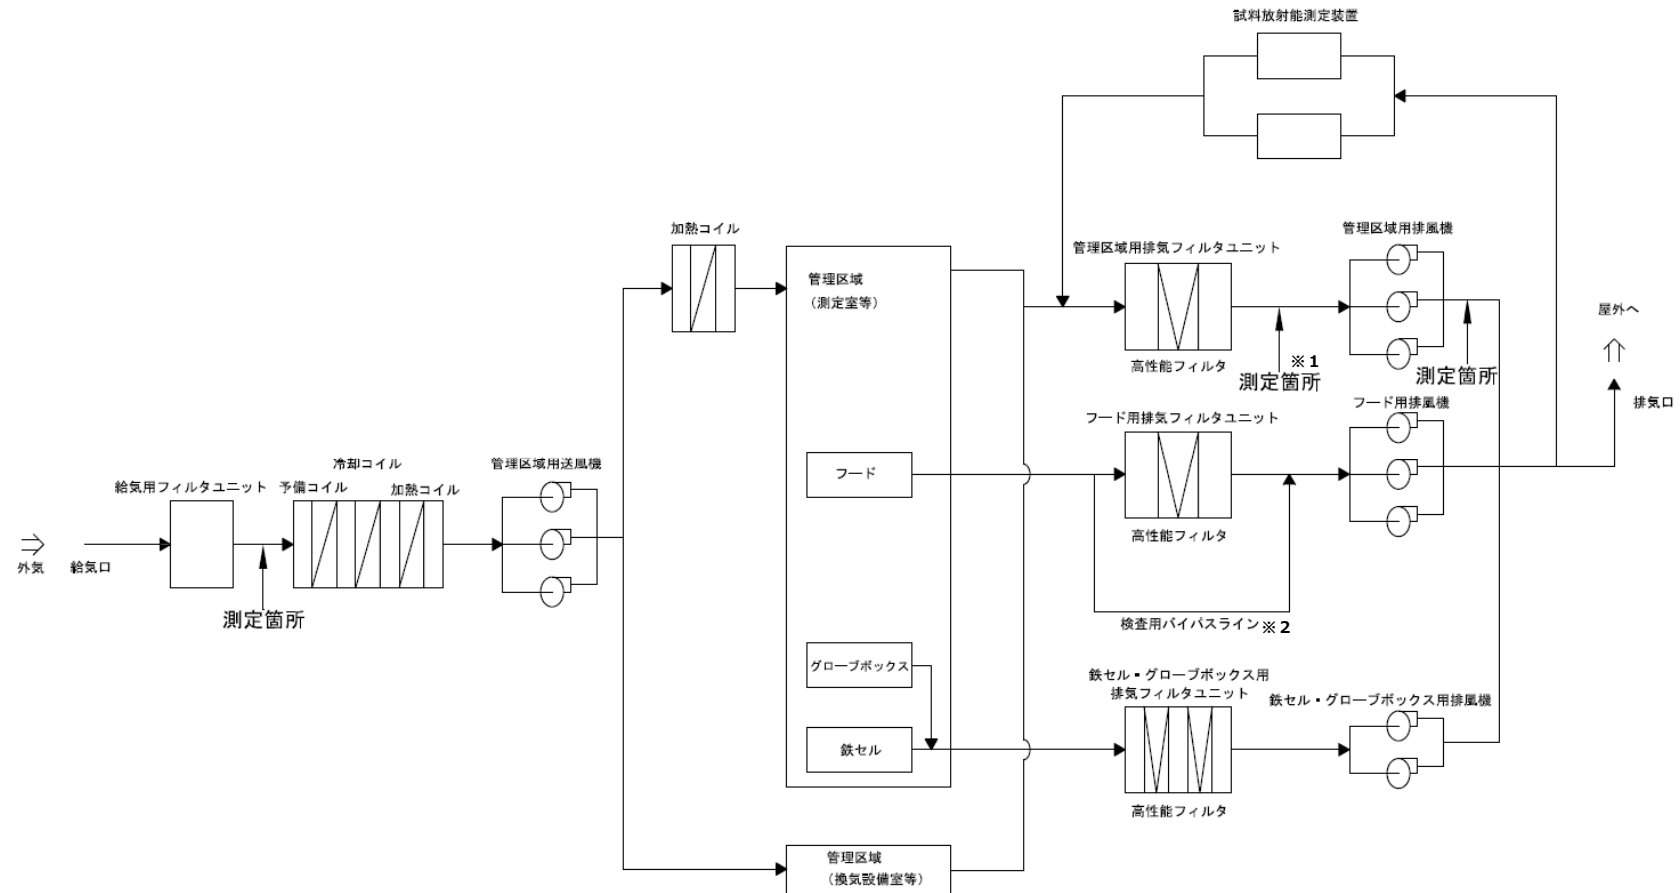 試料放射能測定装置
加熱コイル
管理区域用排気フィルタユニット
管理区域用排風機
管理区域
(測定室等)
屋外へ
高性能フィルタ
※1
測定箇所
測定箇所
フード用排気フィルタユニット
フード用排風機
排気口
冷却コイル
管理区域用送風機
給気用フィルタユニット
予備コイル
加熱コイル
フード
高性能フィルタ
外気
給気口
測定箇所
検査用バイパスライン※2
グローブボックス
鉄セル・グローブボックス用
排気フィルタユニット
鉄セル・グローブボックス用排風機
鉄セル
高性能フィルタ
管理区域
(換気設備室等)